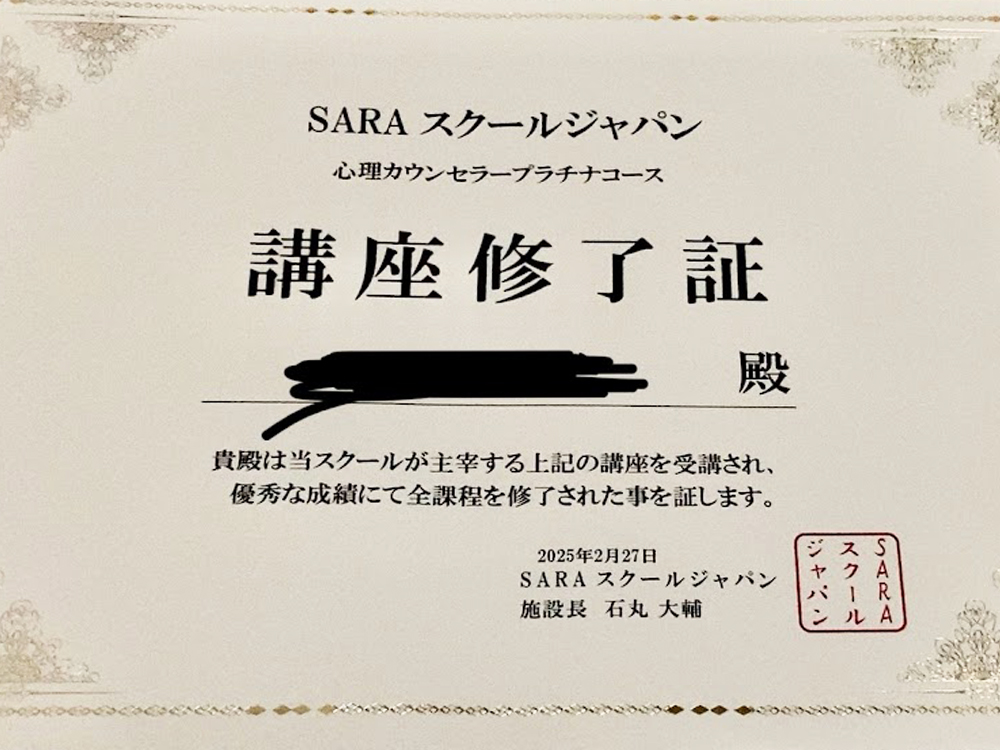 SARA スクールジャパン
心理カウンセラープラチナコース
講座修了証
殿
貴殿は当スクールが主宰する上記の講座を受講され、
優秀な成績にて全課程を修了された事を証します。
2025年2月27日
SARA スクールジャパン
施設長 石丸 大輔
SARA
スクール
ジャパン